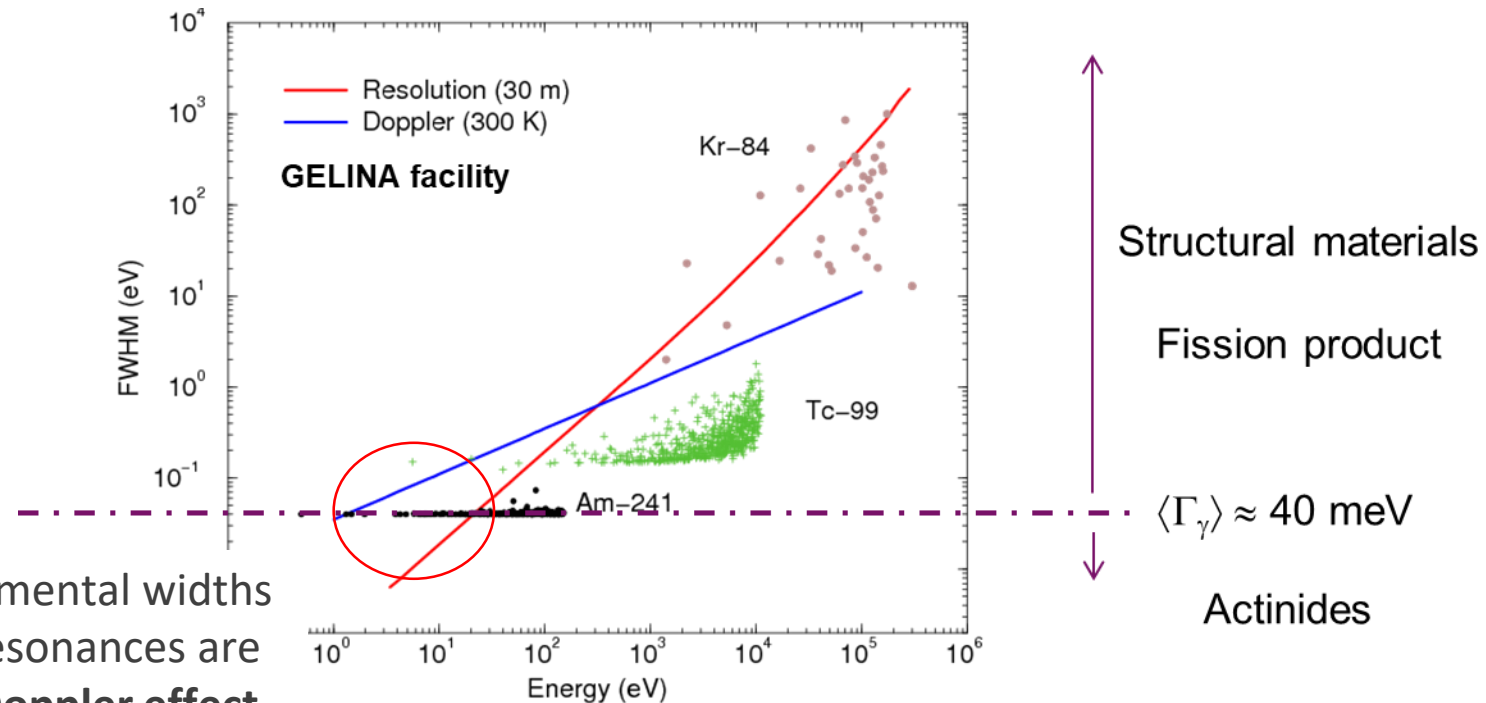 10⁴
10³
10²
10¹
10⁰
10⁻¹
FWHM (eV)
Resolution (30 m)
Doppler (300 K)
GELINA facility
Kr−84
Tc−99
Am−241
10⁰ 10¹ 10² 10³ 10⁴ 10⁵ 10⁶
Energy (eV)
Structural materials
Fission product
⟨Γγ⟩ ≈ 40 meV
Actinides
mental widths
esonances are
oppler effect